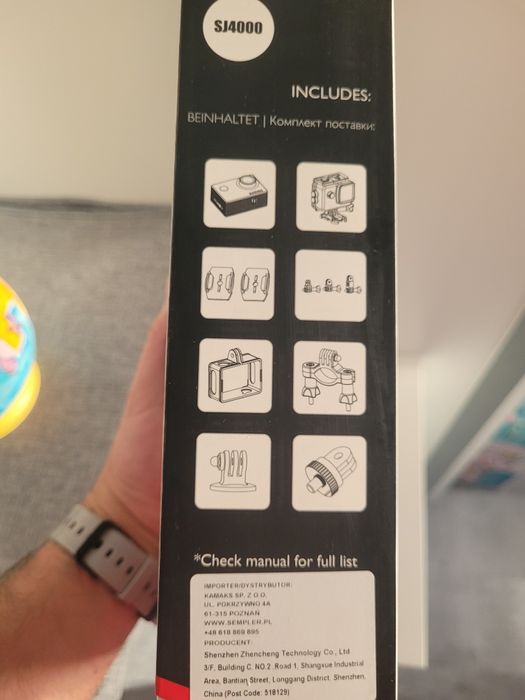 SJ4000
INCLUDES:
BEINHALTET | Комплект поставки:
*Check manual for full list
IMPORTER/DYSTRYBUTOR:
KAMAKS SP. Z O.O.
UL. POKRZYWNO 4A
61-315 POZNAŃ
WWW.SEMPLER.PL
+48 618 869 895
PRODUCENT:
Shenzhen Zhencheng Technology Co., Ltd
3/F, Building C, NO.2, Road 1, Shangxue Industrial
Area, Bantian Street, Longgang District, Shenzhen,
China (Post Code: 518129)